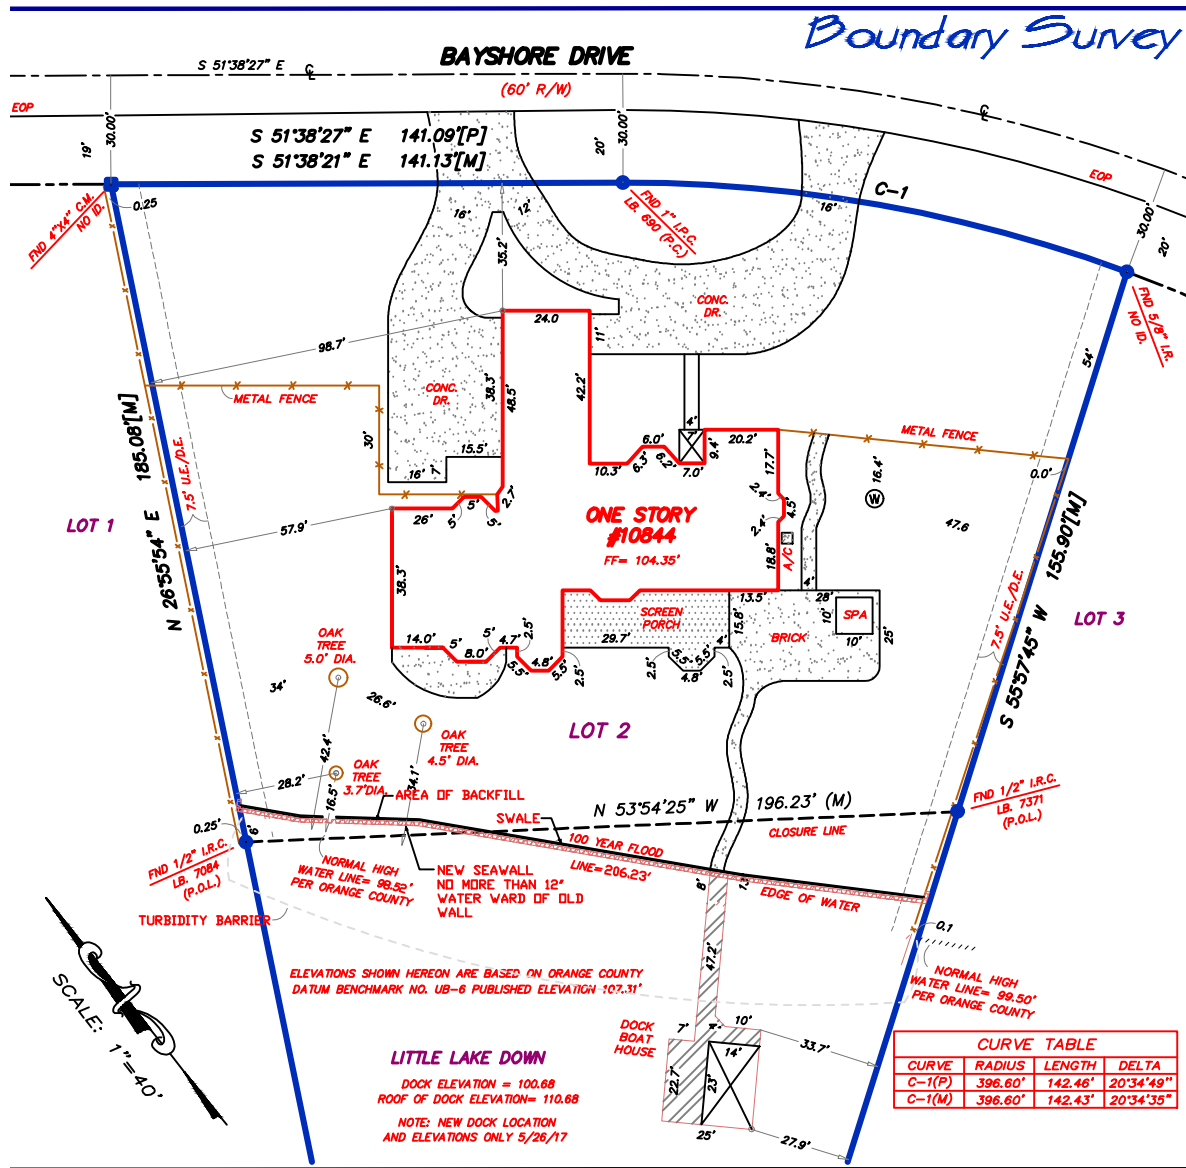 Boundary Survey
BAYSHORE DRIVE
(60' R/W)
S 51°38'27" E
EOP
19'
30.00'
S 51°38'27" E 141.09'[P]
S 51°38'21" E 141.13'[M]
20'
30.00'
EOP
C-1
30.00'
20'
FND 4"X4" C.M.
NO ID.
0.25
FND 1" I.P.C.
LB. 690 (P.C.)
FND 5/8" I.R.
NO ID.
16'
12'
16'
35.2'
CONC.
DR.
24.0
11'
98.7'
54'
METAL FENCE
CONC.
DR.
38.3'
48.5'
42.2'
30'
15.5'
16'
7'
4'
7'
6.0'
6.3'
6.2'
10.3'
7.0'
9.4'
20.2'
17.7'
METAL FENCE
0.0'
16.4'
W
47.6
185.08'[M]
N 26°55'54" E
7.5' U.E./D.E.
LOT 1
57.9'
26'
5'
5'
5'
2.7'
ONE STORY
#10844
FF= 104.35'
2.4'
4.5'
2.4'
18.8'
A/C
4'
38.3'
155.90'[M]
S 55°57'45" W
7.5' U.E./D.E.
LOT 3
SCREEN
PORCH
29.7'
13.5'
28'
15.8'
BRICK
10'
SPA
10'
25'
14.0'
5'
8.0'
5'
4.7'
2.5'
5.5'
4.8'
5.5'
2.5'
2.5'
5.5'
4.8'
5.5'
4'
2.5'
OAK
TREE
5.0' DIA.
34'
26.6'
OAK
TREE
4.5' DIA.
42.4'
34.1'
OAK
TREE
3.7'DIA.
28.2'
16.5'
LOT 2
AREA OF BACKFILL
SWALE
N 53°54'25" W 196.23' (M)
CLOSURE LINE
100 YEAR FLOOD
LINE=206.23'
FND 1/2" I.R.C.
LB. 7371
(P.O.L.)
0.25'
6'
FND 1/2" I.R.C.
LB. 7084
(P.O.L.)
NORMAL HIGH
WATER LINE= 98.52'
PER ORANGE COUNTY
NEW SEAWALL
NO MORE THAN 12"
WATER WARD OF OLD
WALL
8'
EDGE OF WATER
0.1
TURBIDITY BARRIER
NORMAL HIGH
WATER LINE= 99.50'
PER ORANGE COUNTY
47.2'
ELEVATIONS SHOWN HEREON ARE BASED ON ORANGE COUNTY
DATUM BENCHMARK NO. UB-6 PUBLISHED ELEVATION 107.31'
SCALE: 1"=40'
DOCK
BOAT
HOUSE
7'
4'
10'
14'
22.7'
23'
25'
33.7'
27.9'
LITTLE LAKE DOWN
DOCK ELEVATION = 100.68
ROOF OF DOCK ELEVATION= 110.68
NOTE: NEW DOCK LOCATION
AND ELEVATIONS ONLY 5/26/17
CURVE TABLE
CURVE RADIUS LENGTH DELTA
C-1(P) 396.60' 142.46' 20°34'49"
C-1(M) 396.60' 142.43' 20°34'35"